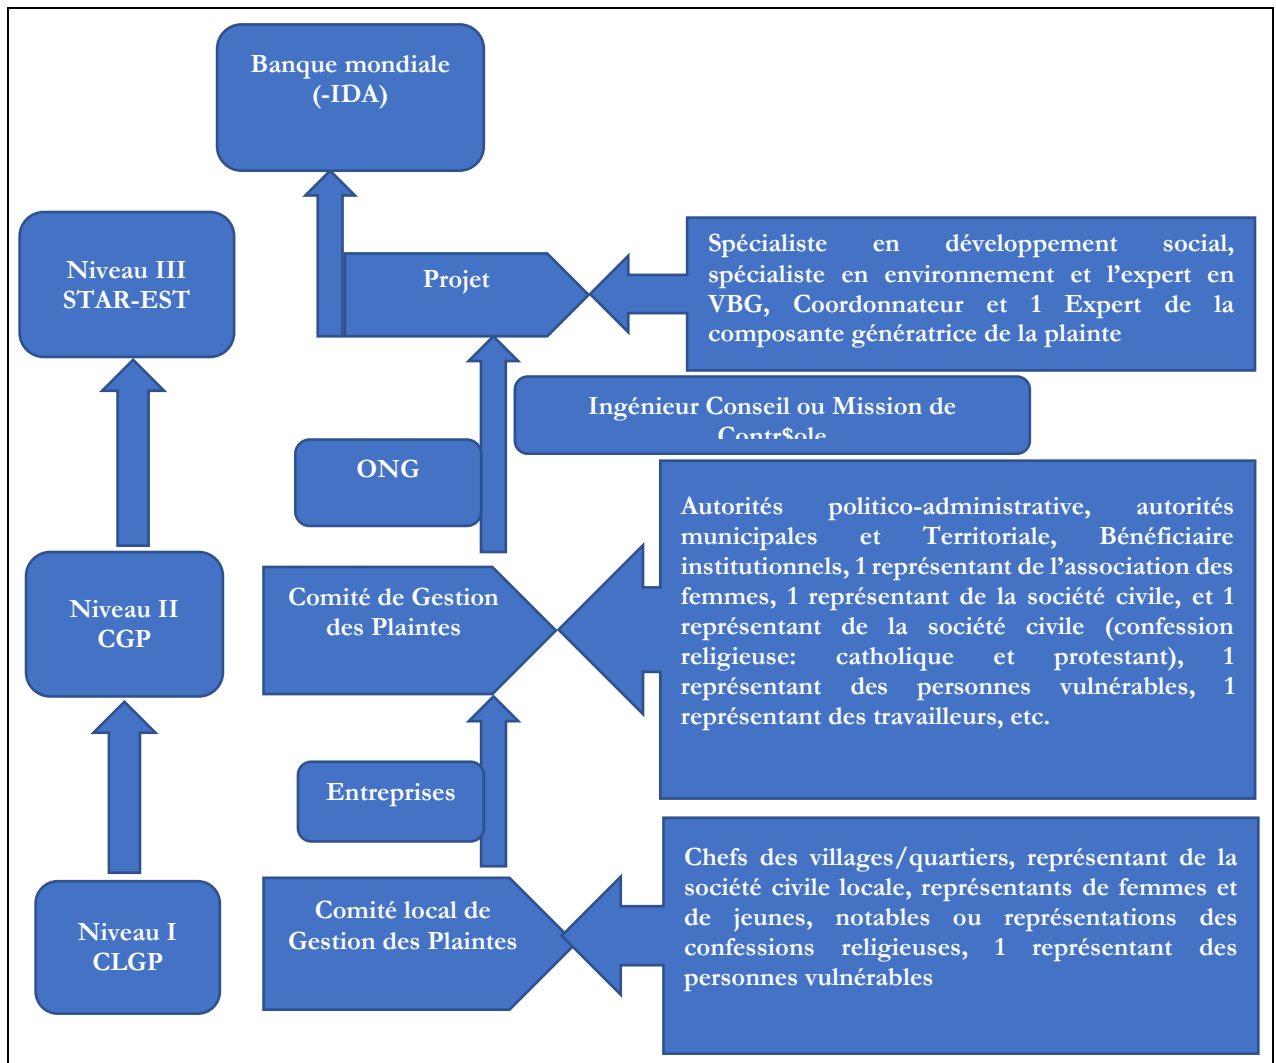 Banque mondiale
(-IDA)
Niveau III
STAR-EST
Projet
Spécialiste en développement social,
spécialiste en environnement et l’expert en
VBG, Coordonnateur et 1 Expert de la
composante génératrice de la plainte
Ingénieur Conseil ou Mission de
Contr$ole
ONG
Niveau II
CGP
Comité de Gestion
des Plaintes
Autorités politico-administrative, autorités
municipales et Territoriale, Bénéficiaire
institutionnels, 1 représentant de l’association des
femmes, 1 représentant de la société civile, et 1
représentant de la société civile (confession
religieuse: catholique et protestant), 1
représentant des personnes vulnérables, 1
représentant des travailleurs, etc.
Entreprises
Niveau I
CLGP
Comité local de
Gestion des Plaintes
Chefs des villages/quartiers, représentant de la
société civile locale, représentants de femmes et
de jeunes, notables ou représentations des
confessions religieuses, 1 représentant des
personnes vulnérables